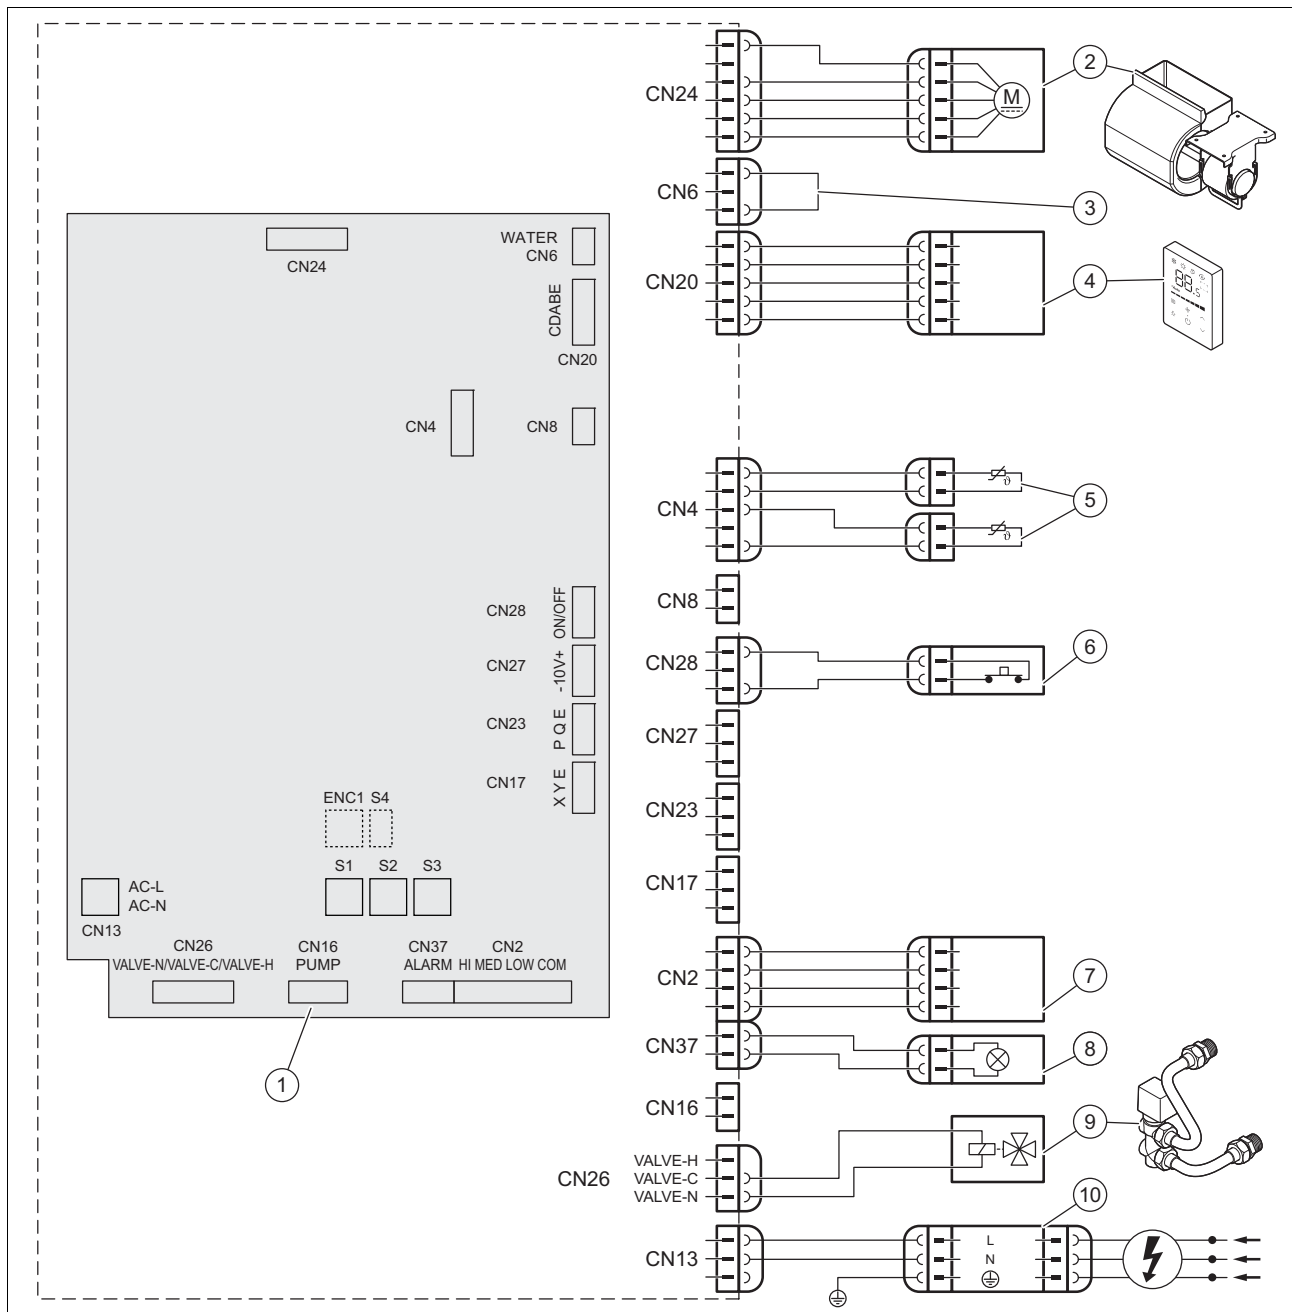 CN24
M
2
CN6
3
CN20
4
88.5
CN4
ϑ
ϑ
5
CN8
CN28
6
CN27
CN23
CN17
CN2
7
CN37
8
CN16
CN26
VALVE-H
VALVE-C
VALVE-N
9
CN13
L
N
10
CN24
WATER
CN6
CDABE
CN20
CN4
CN8
CN28
ON/OFF
CN27
-10V+
CN23
P Q E
CN17
X Y E
ENC1 S4
S1 S2 S3
AC-L
AC-N
CN13
CN26
VALVE-N/VALVE-C/VALVE-H
CN16
PUMP
CN37
ALARM
CN2
HI MED LOW COM
1